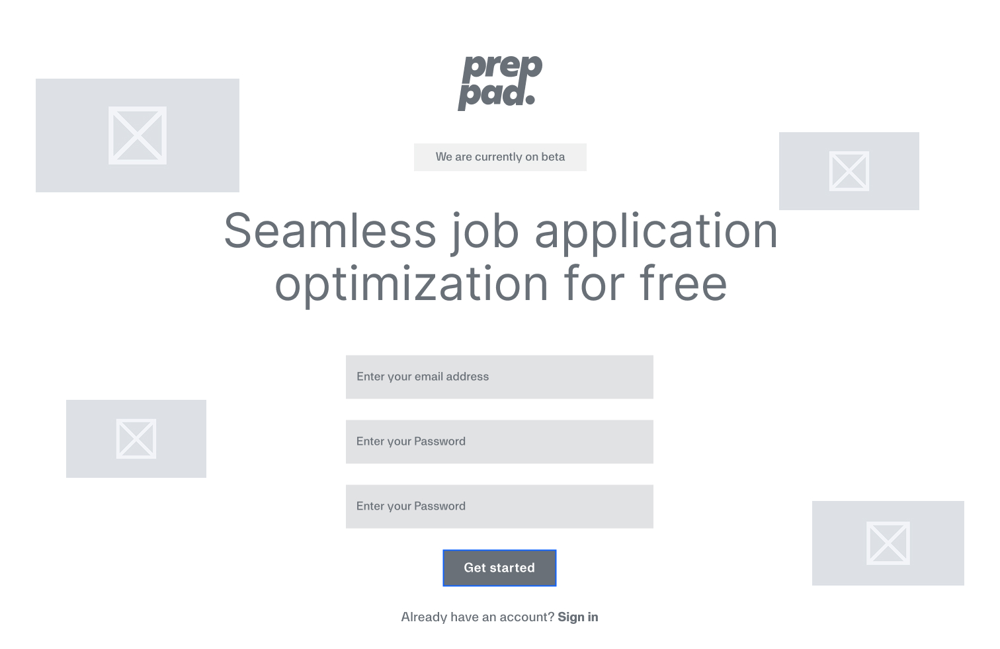 prep
pad.
We are currently on beta
Seamless job application
optimization for free
Enter your email address
Enter your Password
Enter your Password
Get started
Already have an account? Sign in